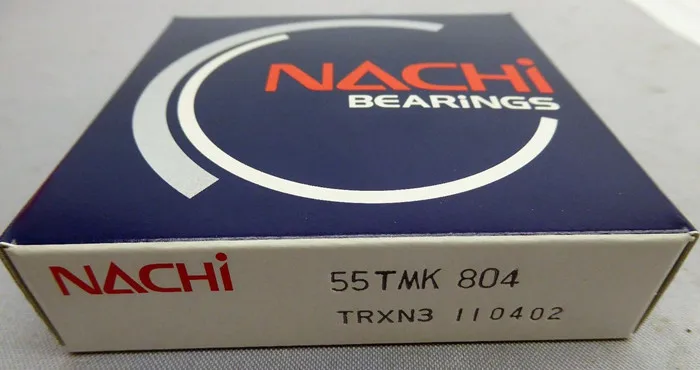 NACHi
BEARiNGS
NACHi
55TMK 804
TRXN3 110402